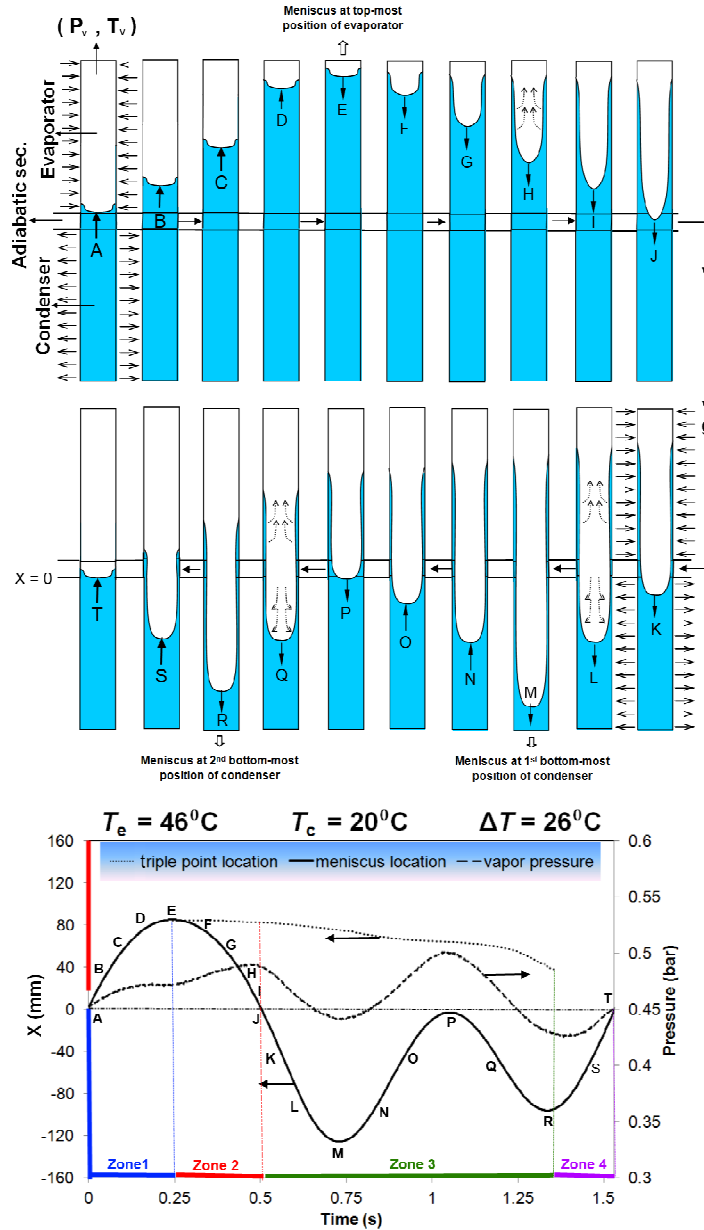 Meniscus at top-most
position of evaporator
( Pv , Tv )
Evaporator
Adiabatic sec.
Condenser
A
B
C
D
E
F
G
H
I
J
X = 0
T
S
R
Q
P
O
N
M
L
K
Meniscus at 2nd bottom-most
position of condenser
Meniscus at 1st bottom-most
position of condenser
Te = 46⁰C Tc = 20⁰C ΔT = 26⁰C
triple point location meniscus location vapor pressure
X (mm)
160
120
80
40
0
-40
-80
-120
-160
Pressure (bar)
0.6
0.53
0.5
0.45
0.4
0.35
0.3
A
B
C
D
E
F
G
H
I
J
K
L
M
N
O
P
Q
R
S
T
Zone1 Zone 2 Zone 3 Zone 4
0 0.25 0.5 0.75 1 1.25 1.5
Time (s)